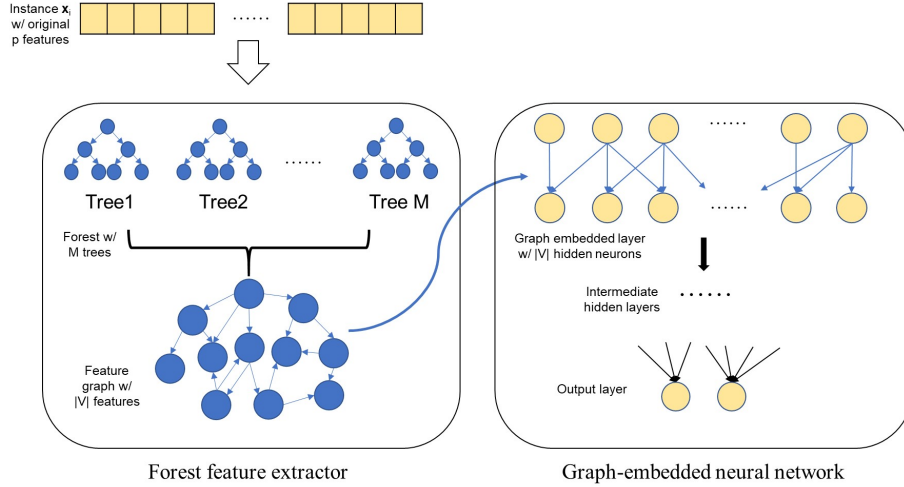 Instance xᵢ
w/ original
p features
......
Tree1
Tree2
......
Tree M
Forest w/
M trees
Feature
graph w/
|V| features
Forest feature extractor
......
......
Graph embedded layer
w/ |V| hidden neurons
Intermediate
hidden layers
......
Output layer
Graph-embedded neural network